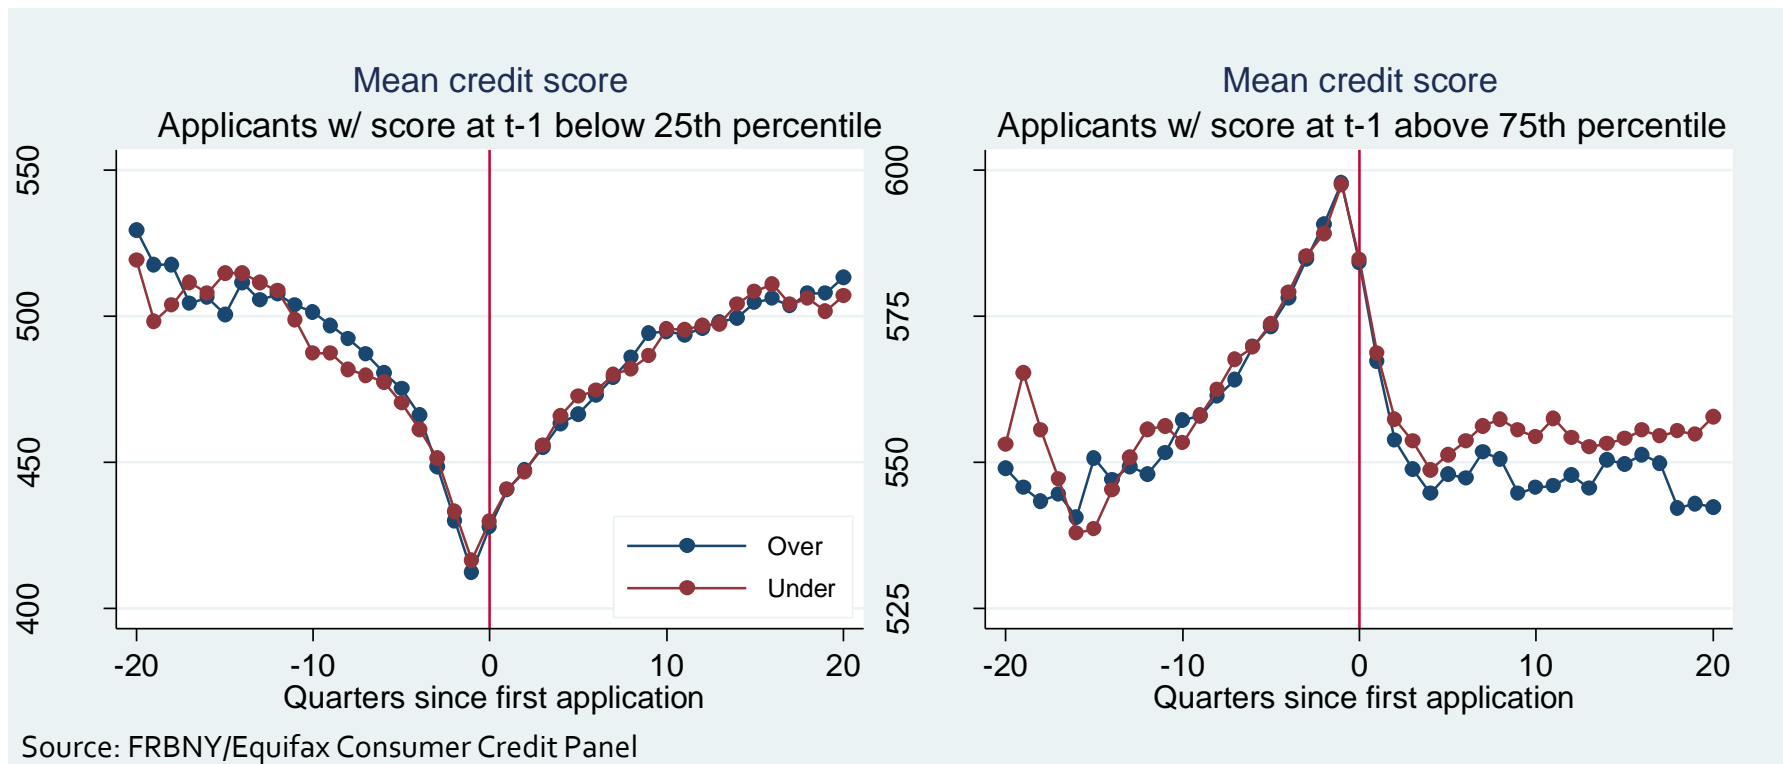 Mean credit score
Applicants w/ score at t-1 below 25th percentile
550
500
450
400
-20 -10 0 10 20
Quarters since first application
Over
Under
Mean credit score
Applicants w/ score at t-1 above 75th percentile
600
575
550
525
-20 -10 0 10 20
Quarters since first application
Source: FRBNY/Equifax Consumer Credit Panel